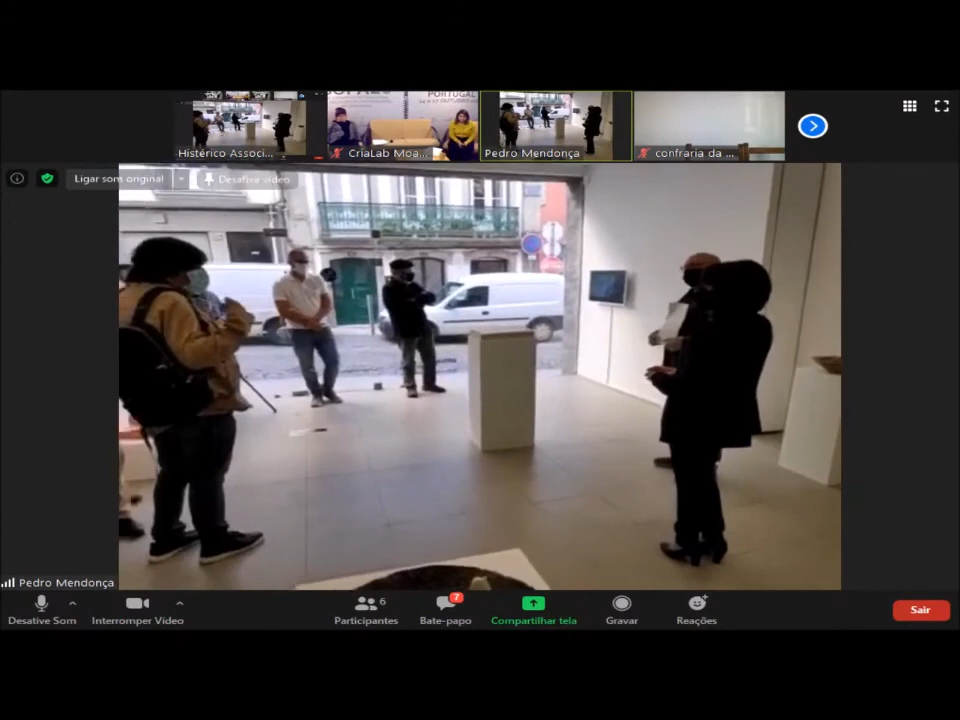 PORTUGAL
Histérico Associ...
CriaLab Moa...
Pedro Mendonça
confraria da ...
Ligar som original
Desafixe vídeo
Pedro Mendonça
Desative Som
Interromper Vídeo
6
Participantes
7
Bate-papo
Compartilhar tela
Gravar
Reações
Sair